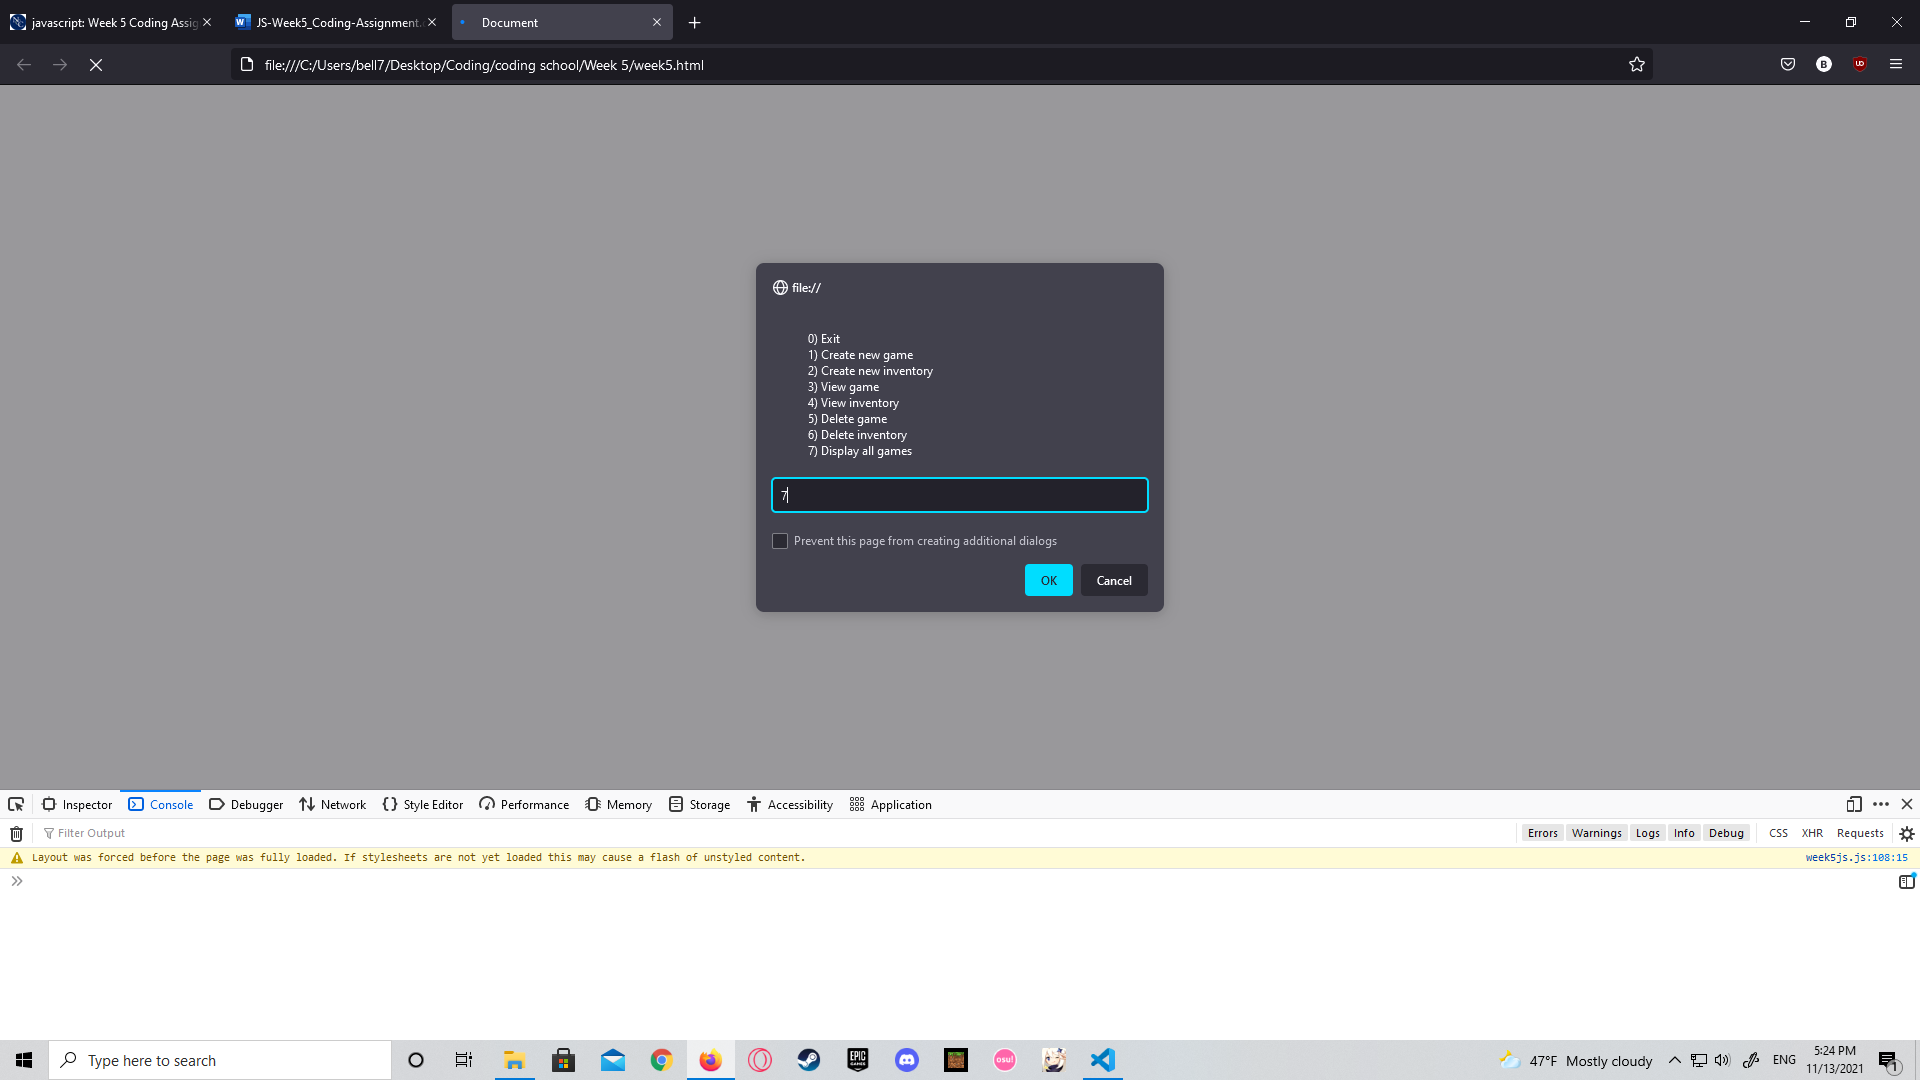 javascript: Week 5 Coding Assig
JS-Week5_Coding-Assignment.
Document
file:///C:/Users/bell7/Desktop/Coding/coding school/Week 5/week5.html
B
file://
0) Exit
1) Create new game
2) Create new inventory
3) View game
4) View inventory
5) Delete game
6) Delete inventory
7) Display all games
7
Prevent this page from creating additional dialogs
OK Cancel
Inspector Console Debugger Network Style Editor Performance Memory Storage Accessibility Application
Filter Output Errors Warnings Logs Info Debug CSS XHR Requests
Layout was forced before the page was fully loaded. If stylesheets are not yet loaded this may cause a flash of unstyled content. week5js.js:108:15
Type here to search
EPIC GAMES
osu!
47°F Mostly cloudy
ENG
5:24 PM
11/13/2021
1